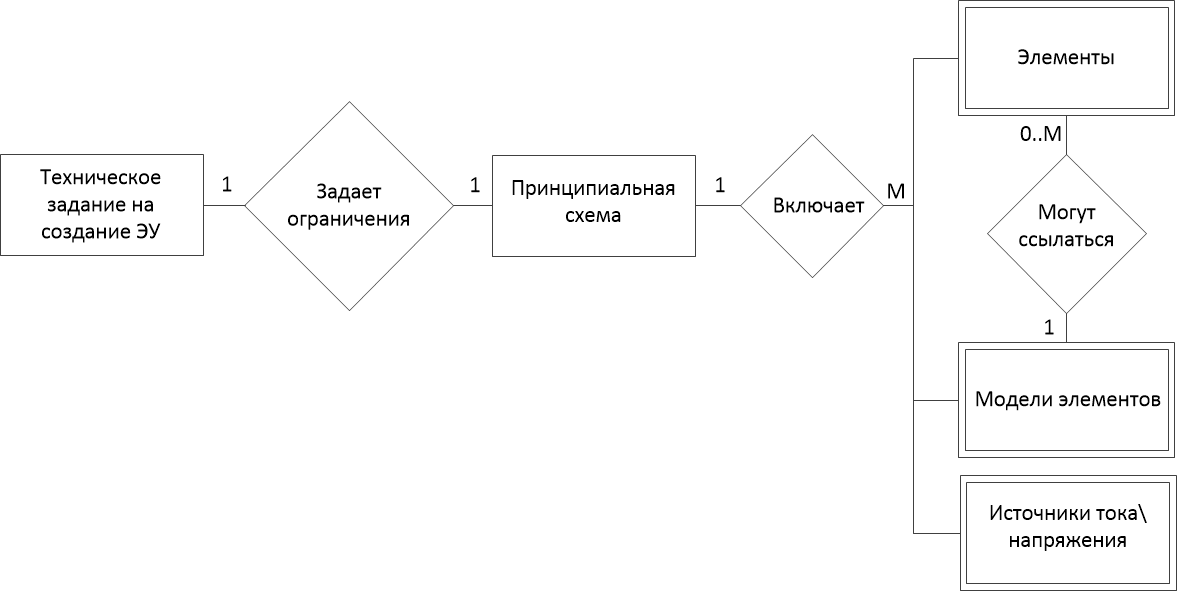 Техническое
задание на
создание ЭУ
1
Задает
ограничения
1
Принципиальная
схема
1
Включает
М
Элементы
0..М
Могут
ссылаться
1
Модели элементов
Источники тока\
напряжения